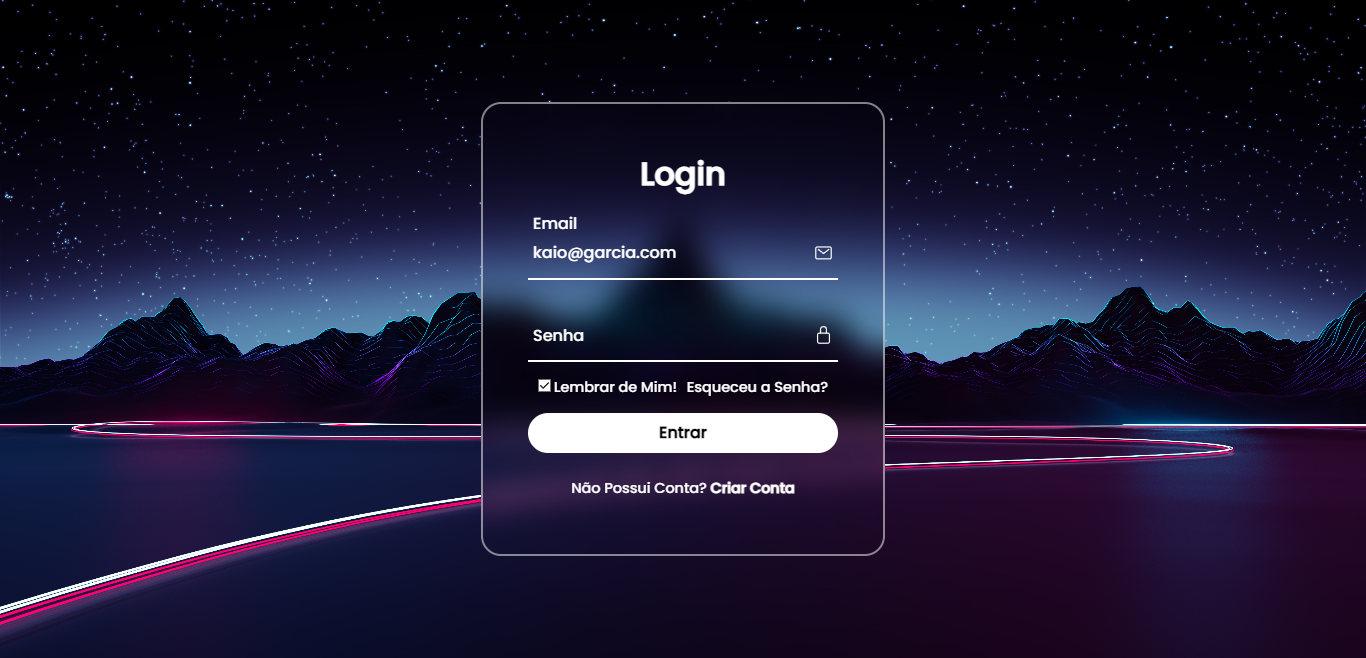 Login
Email
kaio@garcia.com
Senha
Lembrar de Mim! Esqueceu a Senha?
Entrar
Não Possui Conta? Criar Conta